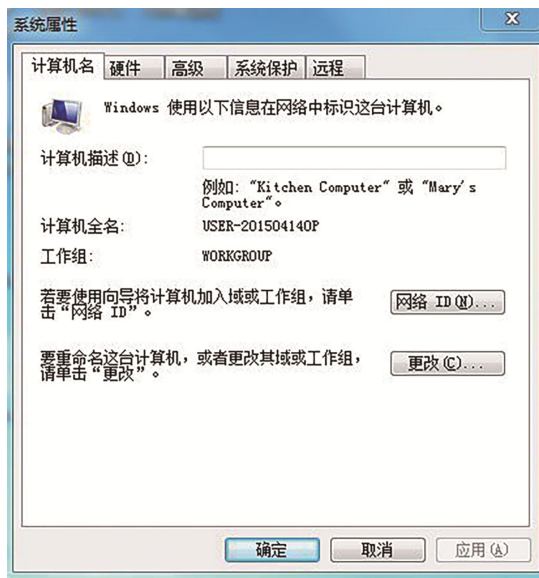 系统属性
计算机名 硬件 高级 系统保护 远程
Windows 使用以下信息在网络中标识这台计算机。
计算机描述(D):
例如: "Kitchen Computer" 或 "Mary's
Computer"。
计算机全名: USER-20150414OP
工作组: WORKGROUP
若要使用向导将计算机加入域或工作组，请单
击“网络 ID”。
网络 ID(N)...
要重命名这台计算机，或者更改其域或工作组，
请单击“更改”。
更改(C)...
确定 取消 应用(A)